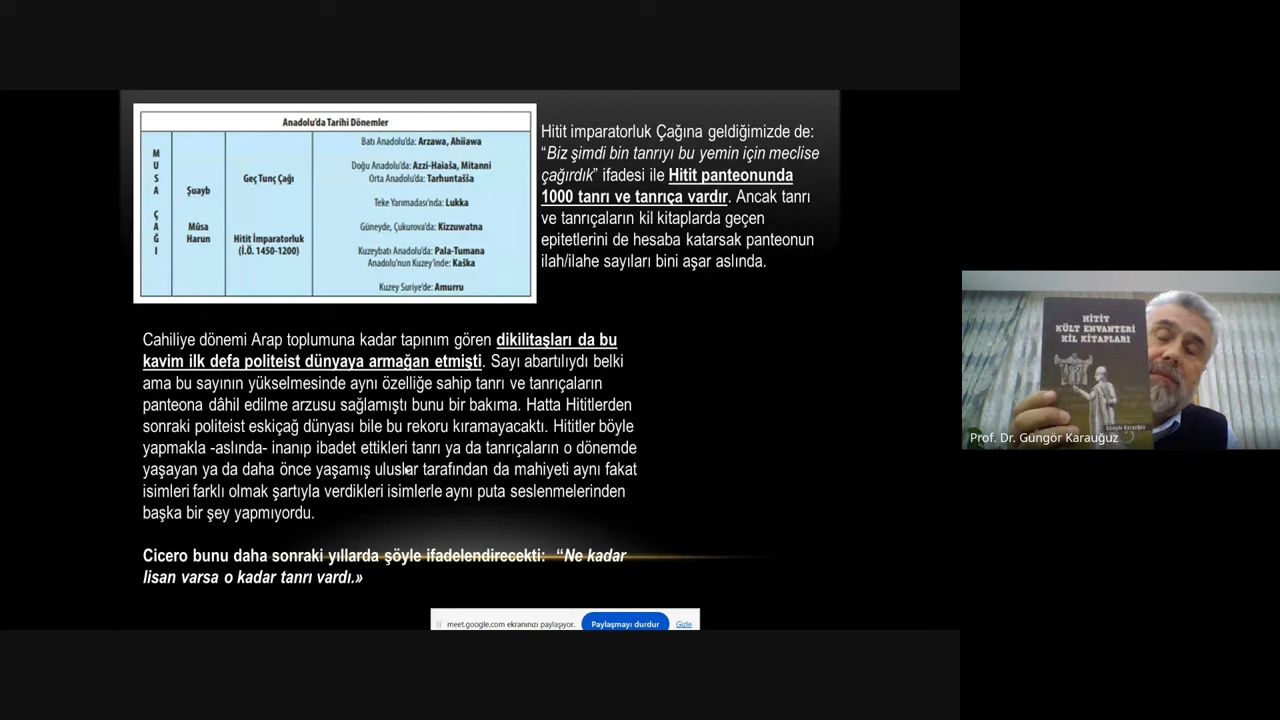 Anadolu'da Tarihi Dönemler
MUSA ÇAĞI
Şuayb
Mûsa
Harun
Geç Tunç Çağı
Hitit İmparatorluk
(İ.Ö. 1450-1200)
Batı Anadolu'da: Arzawa, Ahiiawa
Doğu Anadolu'da: Azzi-Haiaša, Mitanni
Orta Anadolu'da: Tarhuntašša
Teke Yarımadası'nda: Lukka
Güneyde, Çukurova'da: Kizzuwatna
Kuzeybatı Anadolu'da: Pala-Tumana
Anadolu'nun Kuzey'inde: Kaška
Kuzey Suriye'de: Amurru
Hitit imparatorluk Çağına geldiğimizde de:
“Biz şimdi bin tanrıyı bu yemin için meclise
çağırdık” ifadesi ile Hitit panteonunda
1000 tanrı ve tanrıça vardır. Ancak tanrı
ve tanrıçaların kil kitaplarda geçen
epitetlerini de hesaba katarsak panteonun
ilah/ilahe sayıları bini aşar aslında.
Cahiliye dönemi Arap toplumuna kadar tapınım gören dikilitaşları da bu
kavim ilk defa politeist dünyaya armağan etmişti. Sayı abartılıydı belki
ama bu sayının yükselmesinde aynı özelliğe sahip tanrı ve tanrıçaların
panteona dâhil edilme arzusu sağlamıştı bunu bir bakıma. Hatta Hititlerden
sonraki politeist eskiçağ dünyası bile bu rekoru kıramayacaktı. Hititler böyle
yapmakla -aslında- inanıp ibadet ettikleri tanrı ya da tanrıçaların o dönemde
yaşayan ya da daha önce yaşamış uluslar tarafından da mahiyeti aynı fakat
isimleri farklı olmak şartıyla verdikleri isimlerle aynı puta seslenmelerinden
başka bir şey yapmıyordu.
Cicero bunu daha sonraki yıllarda şöyle ifadelendirecekti: “Ne kadar
lisan varsa o kadar tanrı vardı.»
meet.google.com ekranınızı paylaşıyor. Paylaşmayı durdur Gizle
HİTİT
KÜLT ENVANTERİ
KİL KİTAPLARI
Güngör Karauğuz
Prof. Dr. Güngör Karauğuz